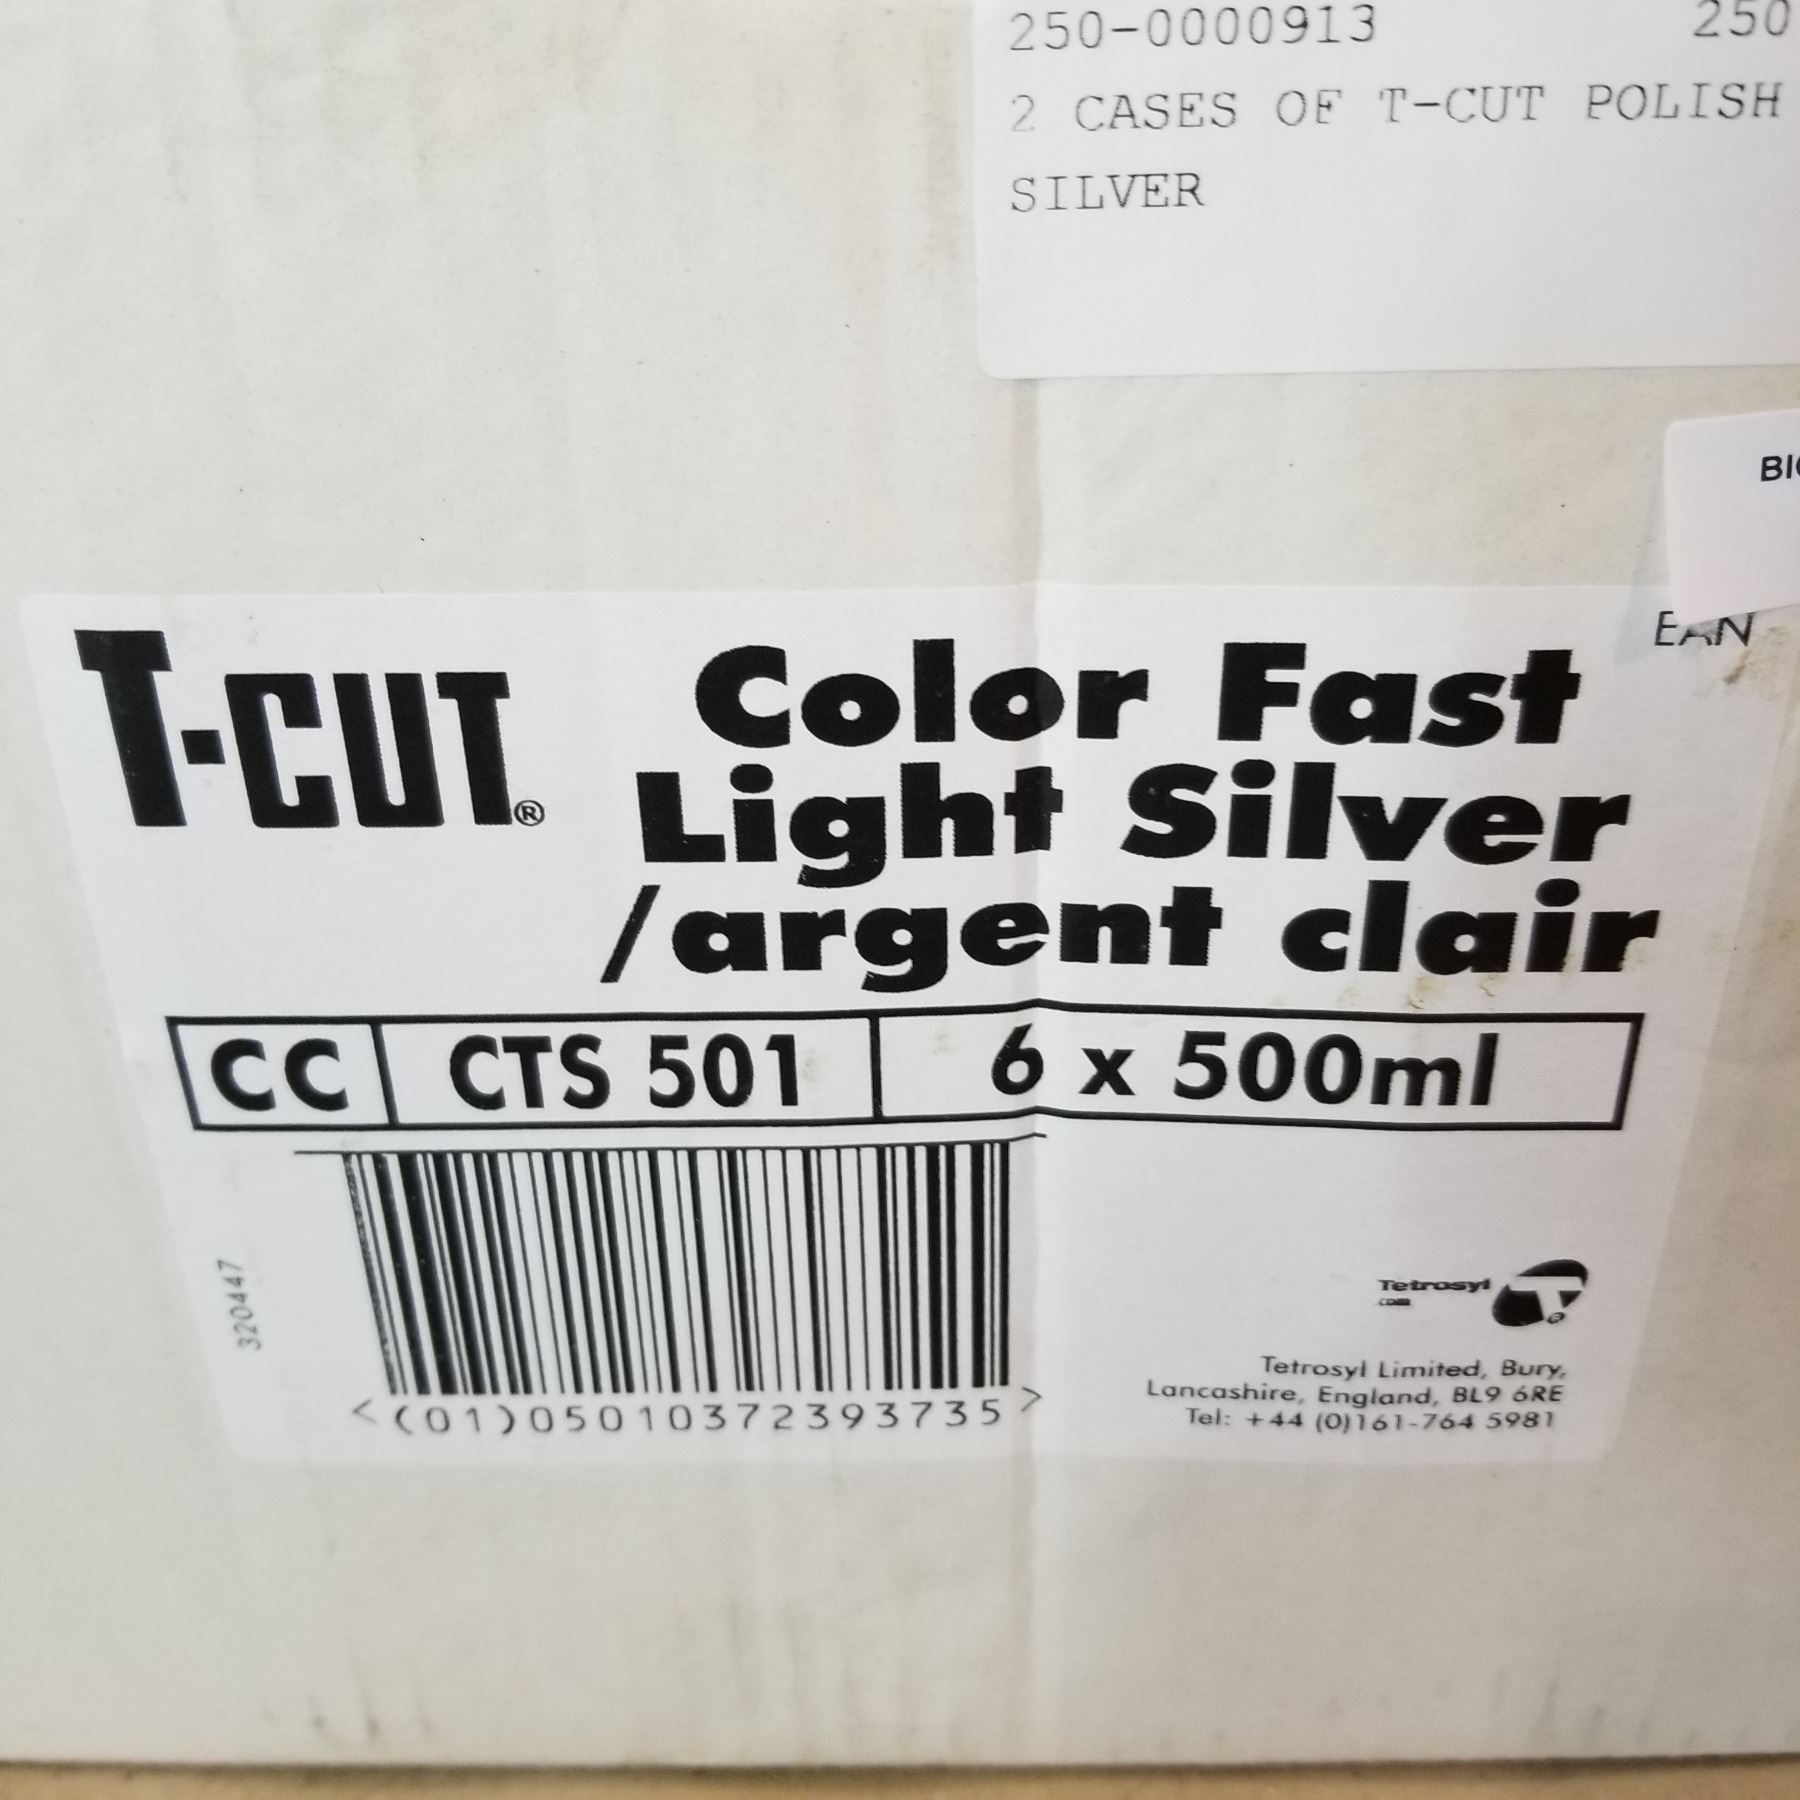 250-0000913 250
2 CASES OF T-CUT POLISH
SILVER
EAN
T-CUT®
Color Fast
Light Silver
/argent clair
CC CTS 501 6 x 500ml
320447
<(01)05010372393735>
Tetrosyl
.com
T®
Tetrosyl Limited, Bury,
Lancashire, England, BL9 6RE
Tel: +44 (0)161-764 5981